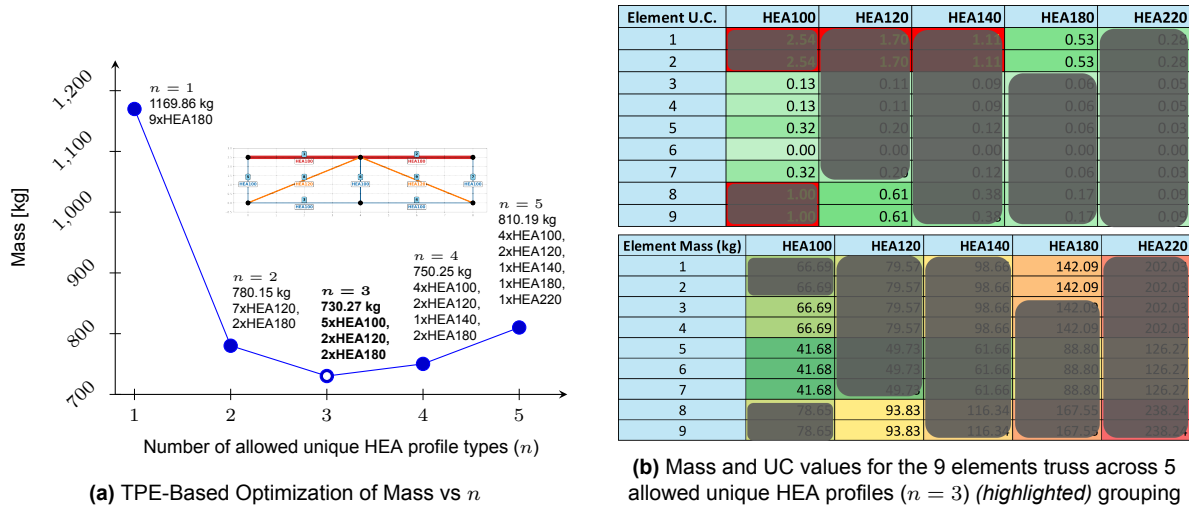 Mass [kg]
1,200
1,100
1,000
900
800
700
1
2
3
4
5
Number of allowed unique HEA profile types (n)
n = 1
1169.86 kg
9xHEA180
n = 2
780.15 kg
7xHEA120,
2xHEA180
n = 3
730.27 kg
5xHEA100,
2xHEA120,
2xHEA180
n = 4
750.25 kg
4xHEA100,
2xHEA120,
1xHEA140,
2xHEA180
n = 5
810.19 kg
4xHEA100,
2xHEA120,
1xHEA140,
1xHEA180,
1xHEA220
HEA100 HEA100
HEA100 HEA120 HEA100 HEA120 HEA100
HEA100 HEA100
(a) TPE-Based Optimization of Mass vs n
Element U.C. HEA100 HEA120 HEA140 HEA180 HEA220
1 2.54 1.70 1.11 0.53 0.28
2 2.54 1.70 1.11 0.53 0.28
3 0.13 0.11 0.09 0.06 0.05
4 0.13 0.11 0.09 0.06 0.05
5 0.32 0.20 0.12 0.06 0.03
6 0.00 0.00 0.00 0.00 0.00
7 0.32 0.20 0.12 0.06 0.03
8 1.00 0.61 0.38 0.17 0.09
9 1.00 0.61 0.38 0.17 0.09
Element Mass (kg) HEA100 HEA120 HEA140 HEA180 HEA220
1 66.69 79.57 98.66 142.09 202.03
2 66.69 79.57 98.66 142.09 202.03
3 66.69 79.57 98.66 142.09 202.03
4 66.69 79.57 98.66 142.09 202.03
5 41.68 49.73 61.66 88.80 126.27
6 41.68 49.73 61.66 88.80 126.27
7 41.68 49.73 61.66 88.80 126.27
8 78.65 93.83 116.34 167.55 238.24
9 78.65 93.83 116.34 167.55 238.24
(b) Mass and UC values for the 9 elements truss across 5
allowed unique HEA profiles (n = 3) (highlighted) grouping